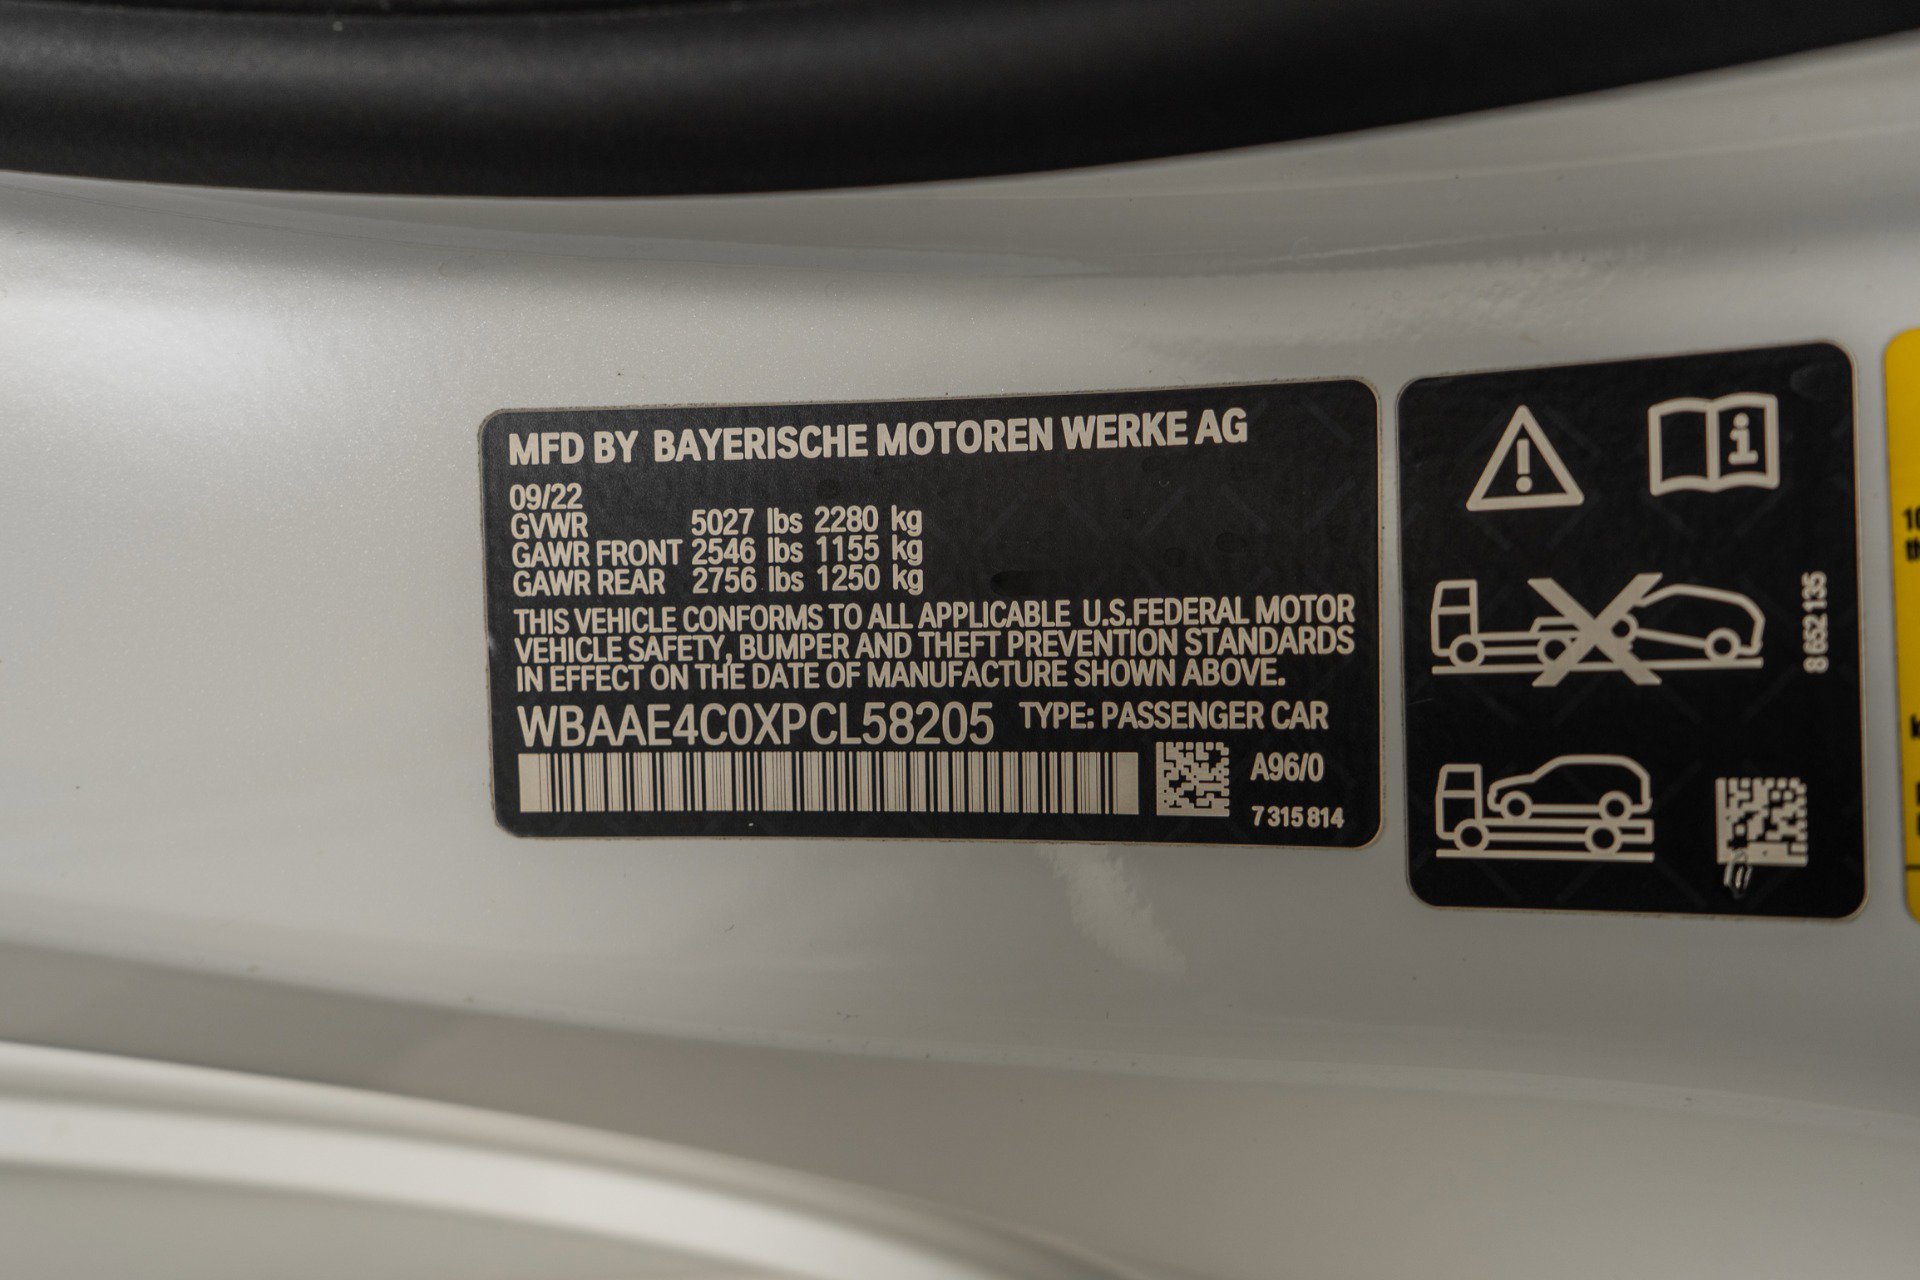 MFD BY BAYERISCHE MOTOREN WERKE AG
09/22
GVWR 5027 lbs 2280 kg
GAWR FRONT 2546 lbs 1155 kg
GAWR REAR 2756 lbs 1250 kg
THIS VEHICLE CONFORMS TO ALL APPLICABLE U.S.FEDERAL MOTOR
VEHICLE SAFETY, BUMPER AND THEFT PREVENTION STANDARDS
IN EFFECT ON THE DATE OF MANUFACTURE SHOWN ABOVE.
WBAAE4C0XPCL58205 TYPE: PASSENGER CAR
A96/0
7 315 814
8 652 135